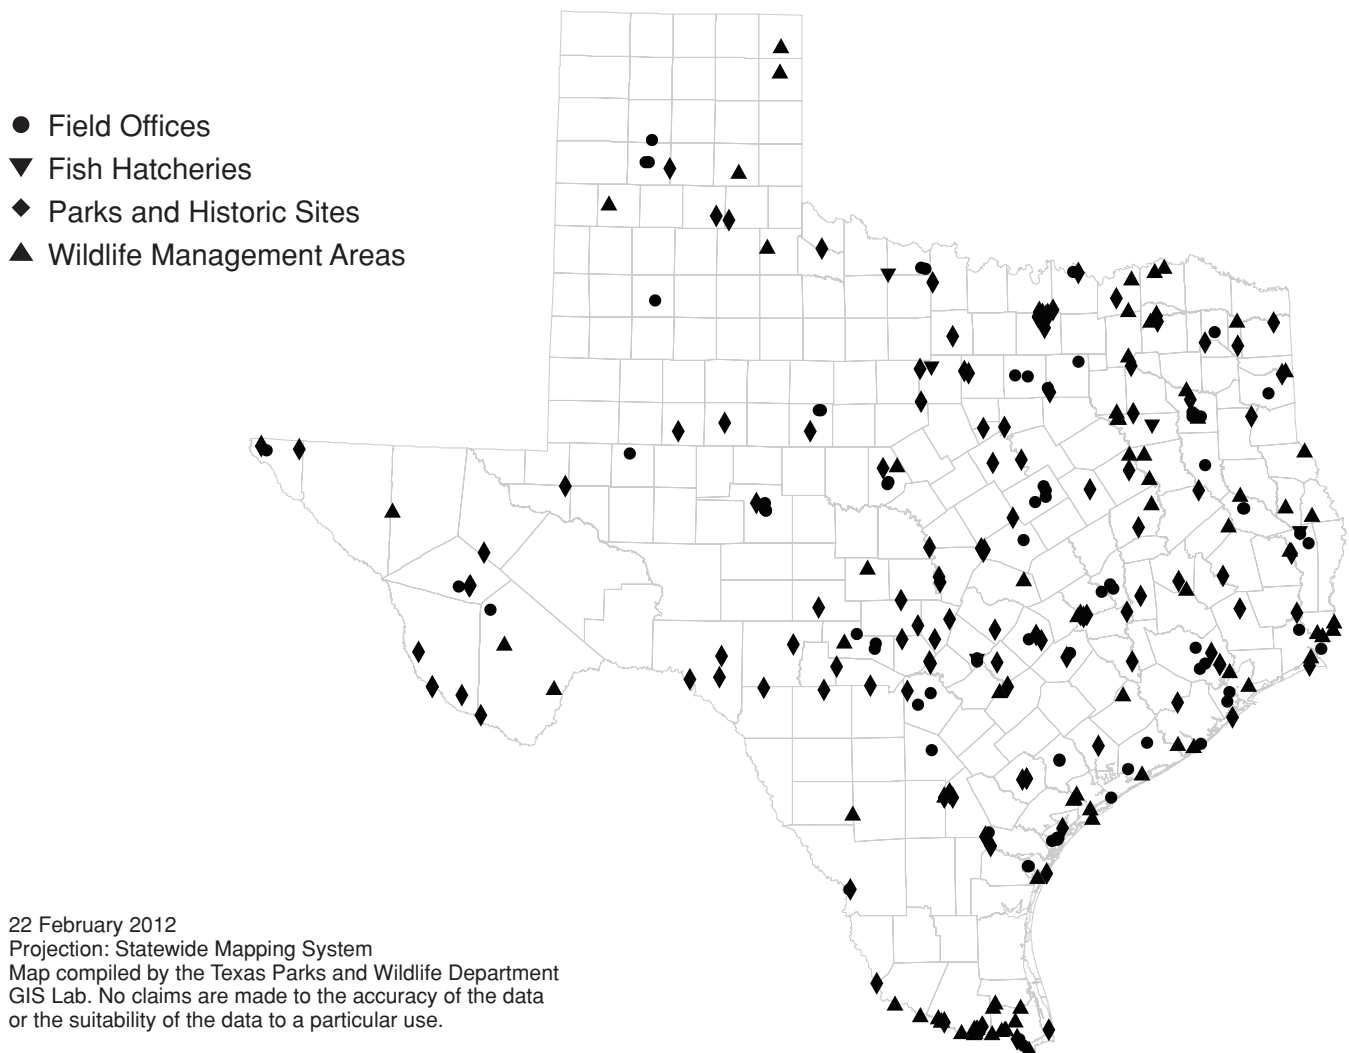 Field Offices
Fish Hatcheries
Parks and Historic Sites
Wildlife Management Areas
22 February 2012
Projection: Statewide Mapping System
Map compiled by the Texas Parks and Wildlife Department
GIS Lab. No claims are made to the accuracy of the data
or the suitability of the data to a particular use.